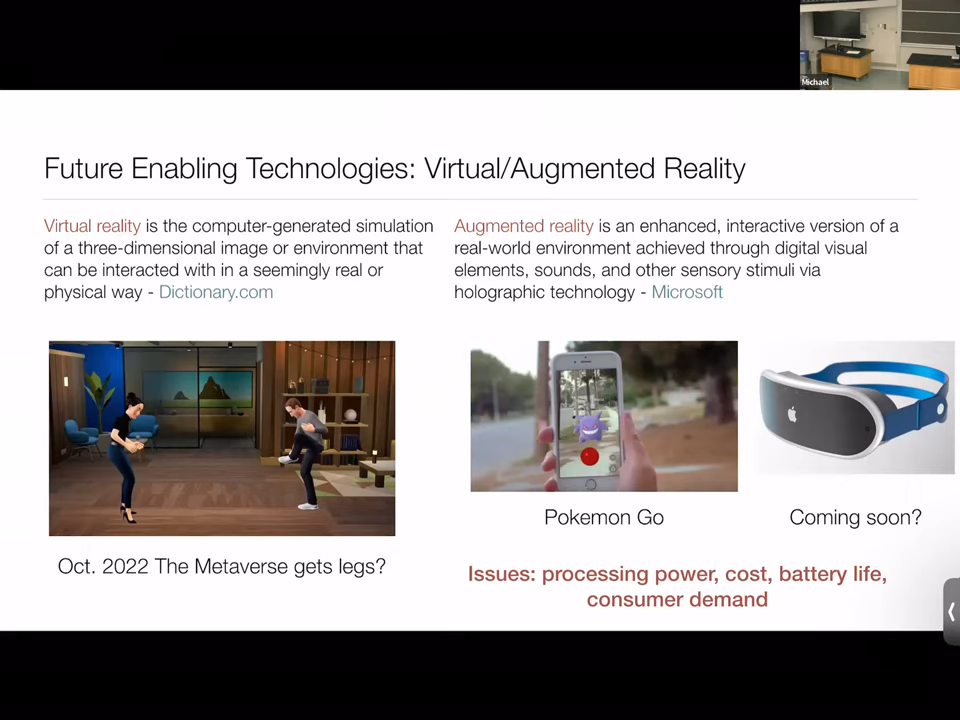 Michael
Future Enabling Technologies: Virtual/Augmented Reality
Virtual reality is the computer-generated simulation
of a three-dimensional image or environment that
can be interacted with in a seemingly real or
physical way - Dictionary.com
Augmented reality is an enhanced, interactive version of a
real-world environment achieved through digital visual
elements, sounds, and other sensory stimuli via
holographic technology - Microsoft
Pokemon Go
Coming soon?
Oct. 2022 The Metaverse gets legs?
Issues: processing power, cost, battery life,
consumer demand